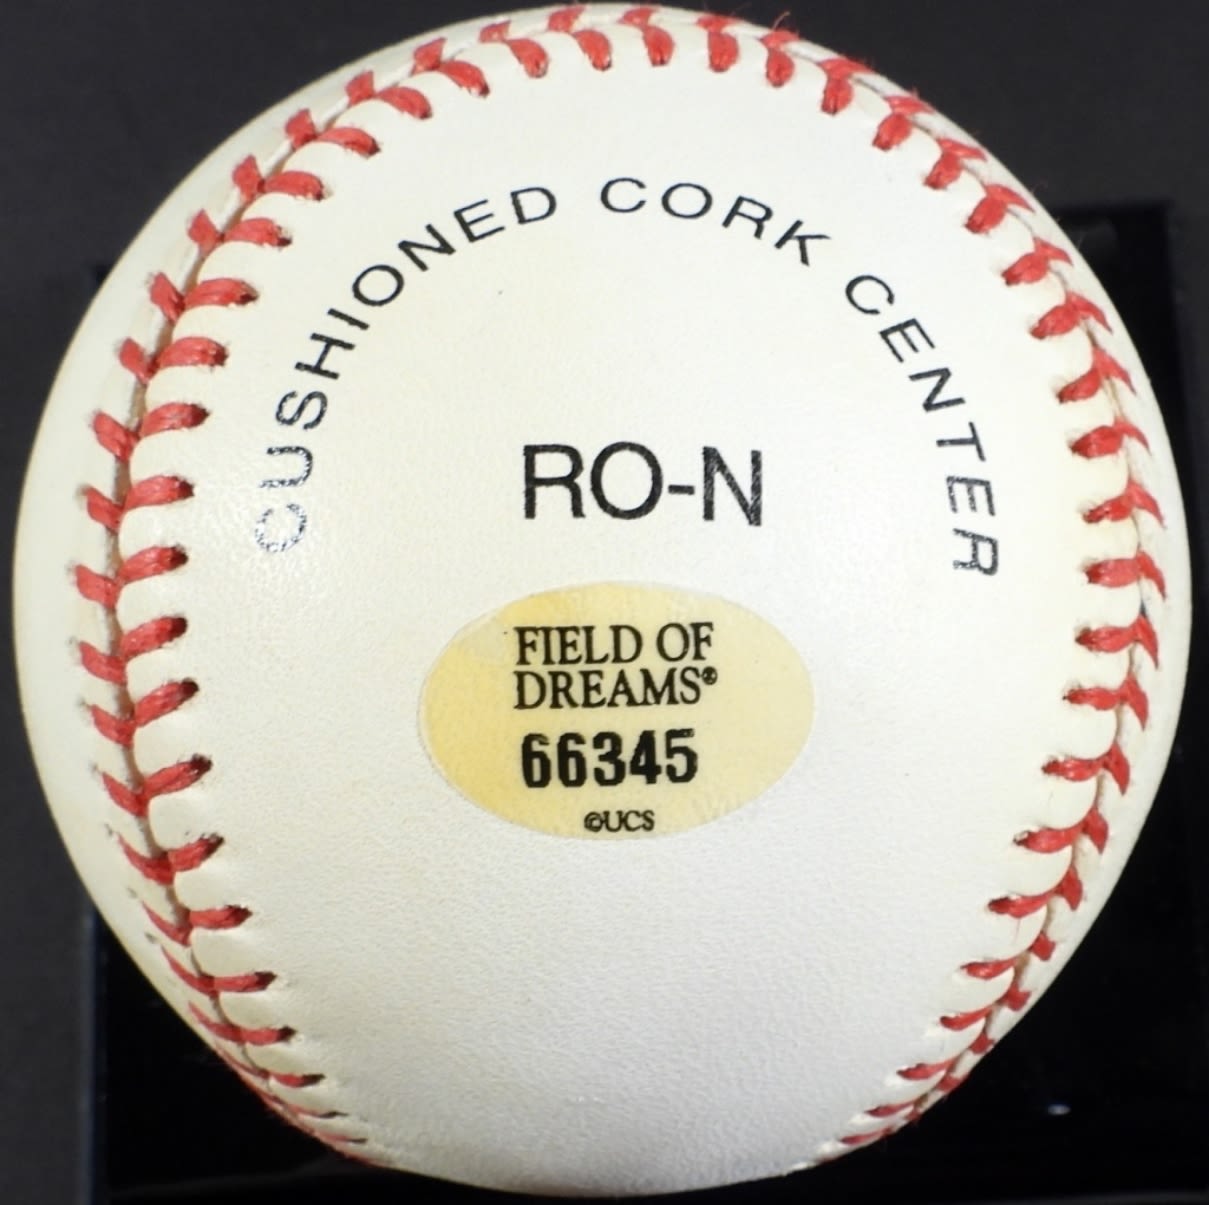 CUSHIONED CORK CENTER
RO-N
FIELD OF
DREAMS®
66345
©UCS